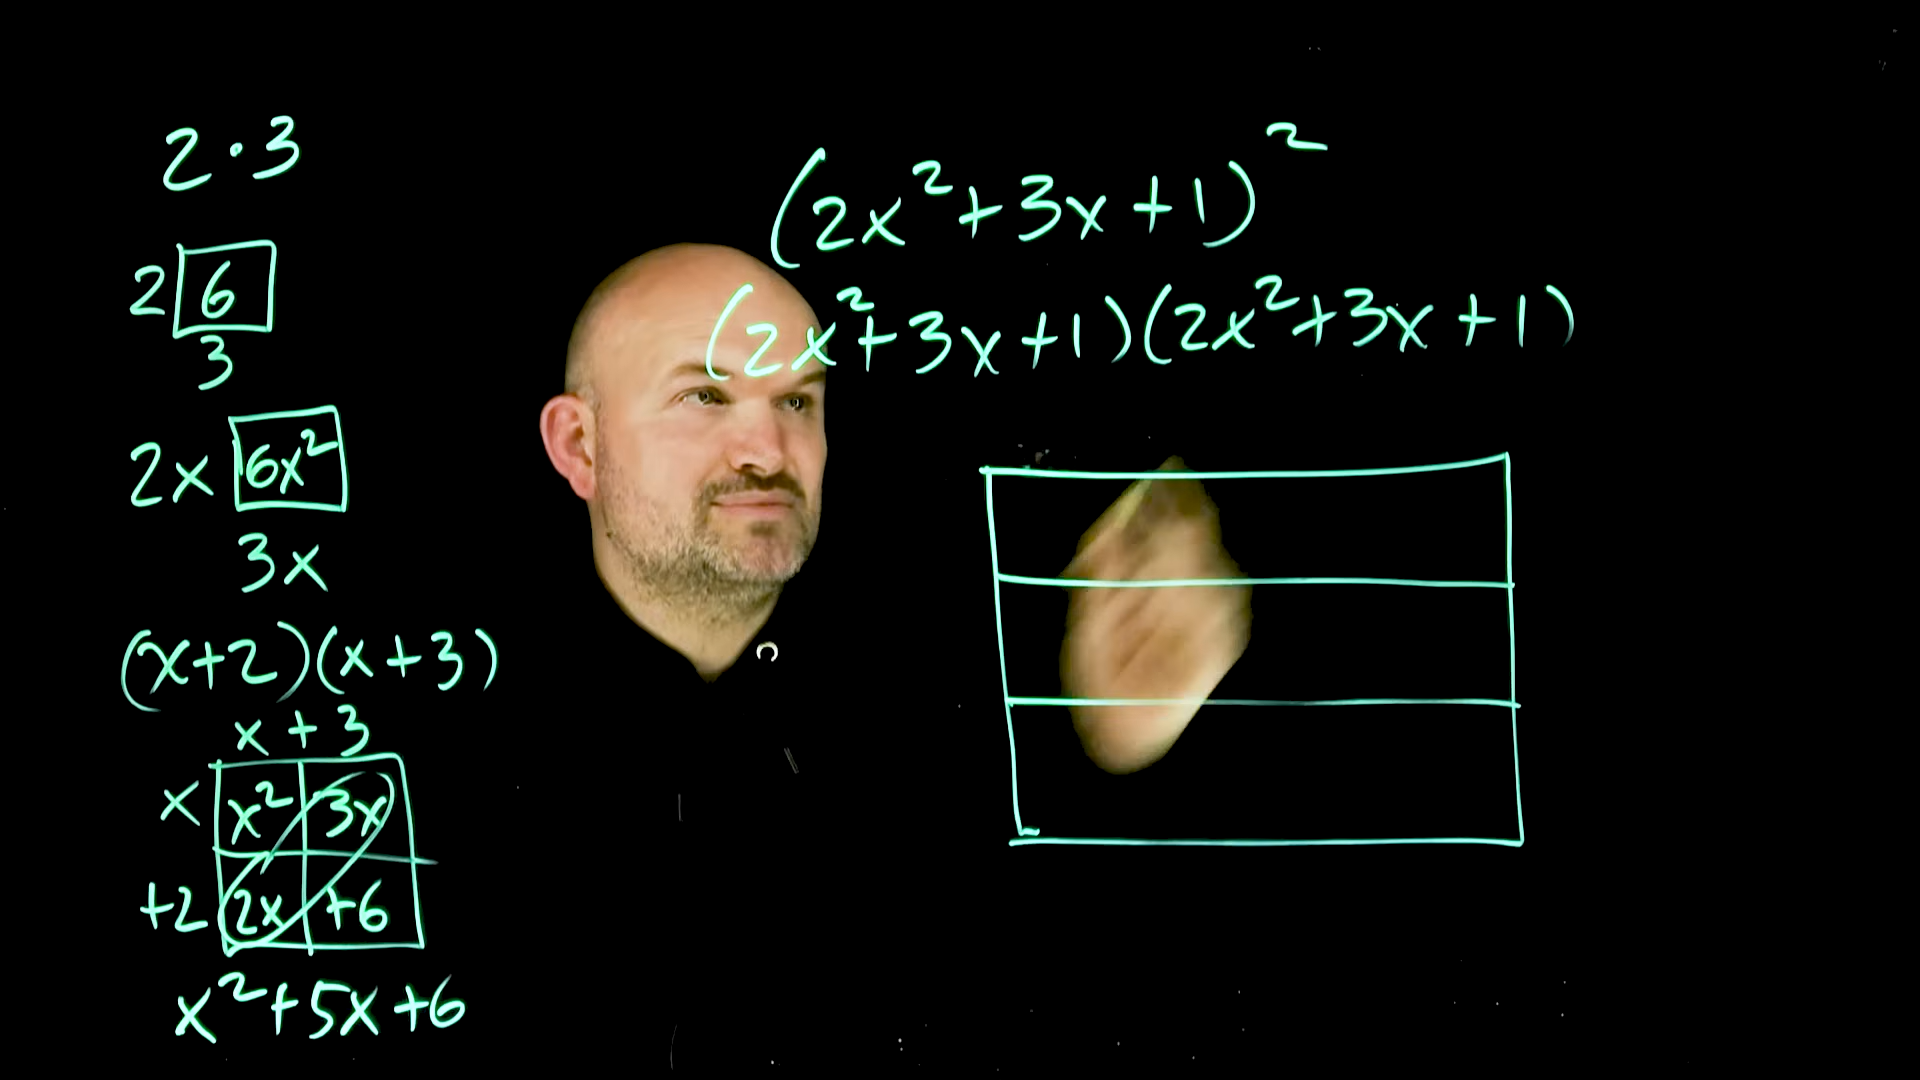 2·3
2 6
3
2x 6x²
3x
(x+2)(x+3)
x + 3
x x² 3x
+2 2x +6
x²+5x+6
(2x²+3x+1)²
(2x²+3x+1)(2x²+3x+1)